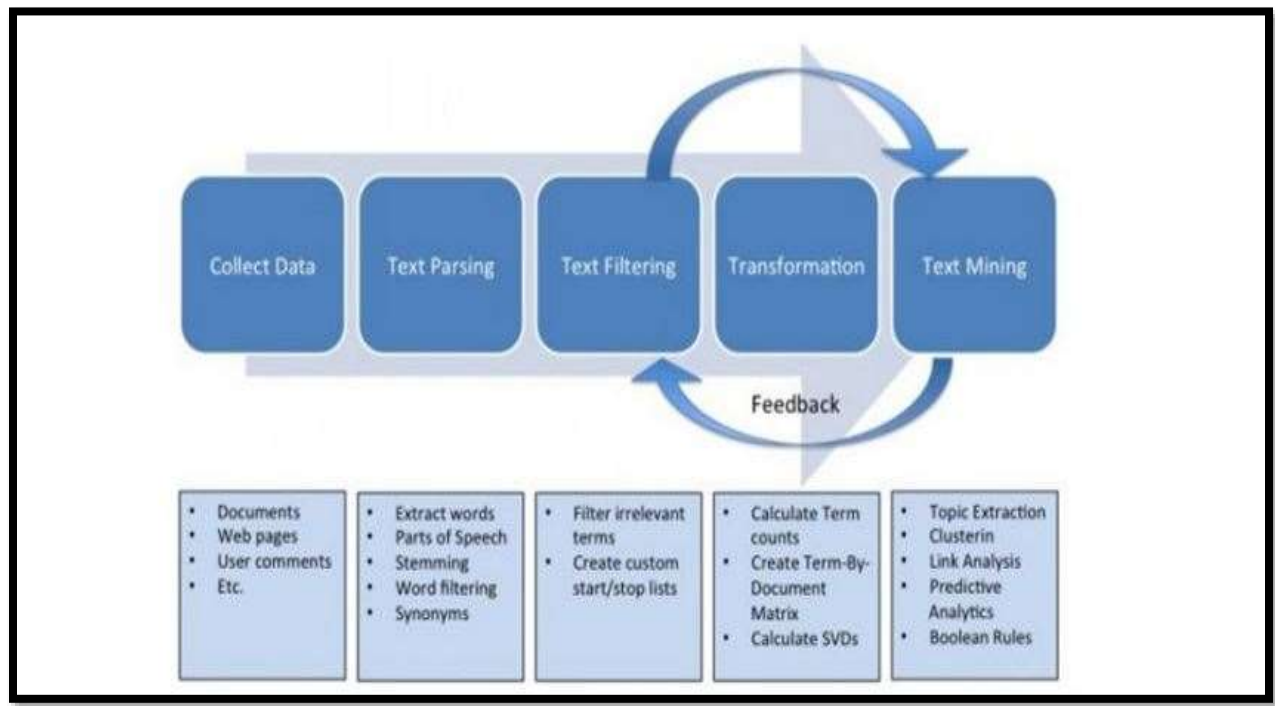 Collect Data
Text Parsing
Text Filtering
Transformation
Text Mining
Feedback
• Documents
• Web pages
• User comments
• Etc.
• Extract words
• Parts of Speech
• Stemming
• Word filtering
• Synonyms
• Filter irrelevant
terms
• Create custom
start/stop lists
• Calculate Term
counts
• Create Term-By-
Document
Matrix
• Calculate SVDs
• Topic Extraction
• Clusterin
• Link Analysis
• Predictive
Analytics
• Boolean Rules